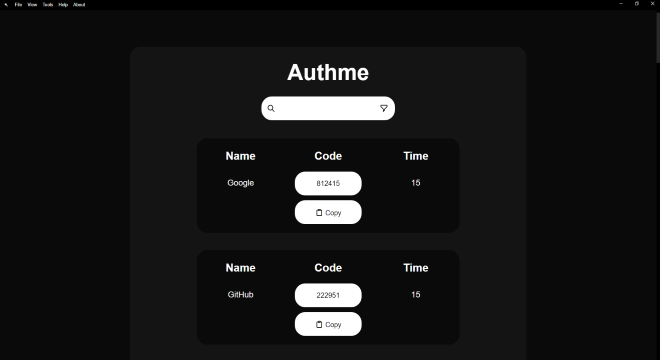 File View Tools Help About
Authme
Name Code Time
Google 812415 15
Copy
Name Code Time
GitHub 222951 15
Copy